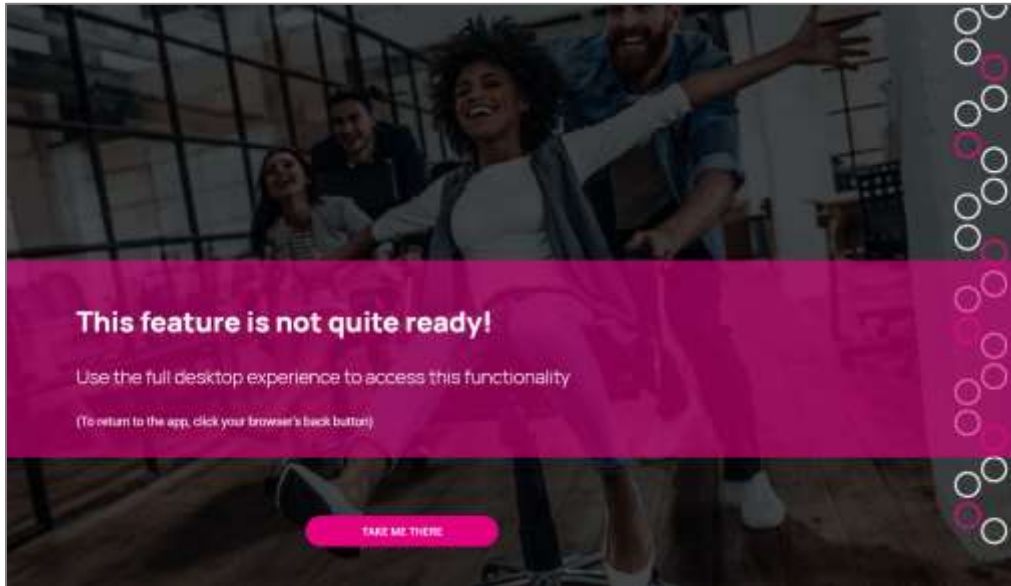 This feature is not quite ready!
Use the full desktop experience to access this functionality
(To return to the app, click your browser's back button)
TAKE ME THERE